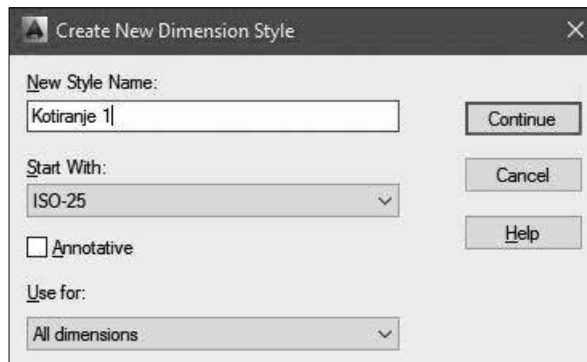 Create New Dimension Style
New Style Name:
Kotiranje 1
Continue
Start With:
Cancel
ISO-25
Help
Annotative
Use for:
All dimensions